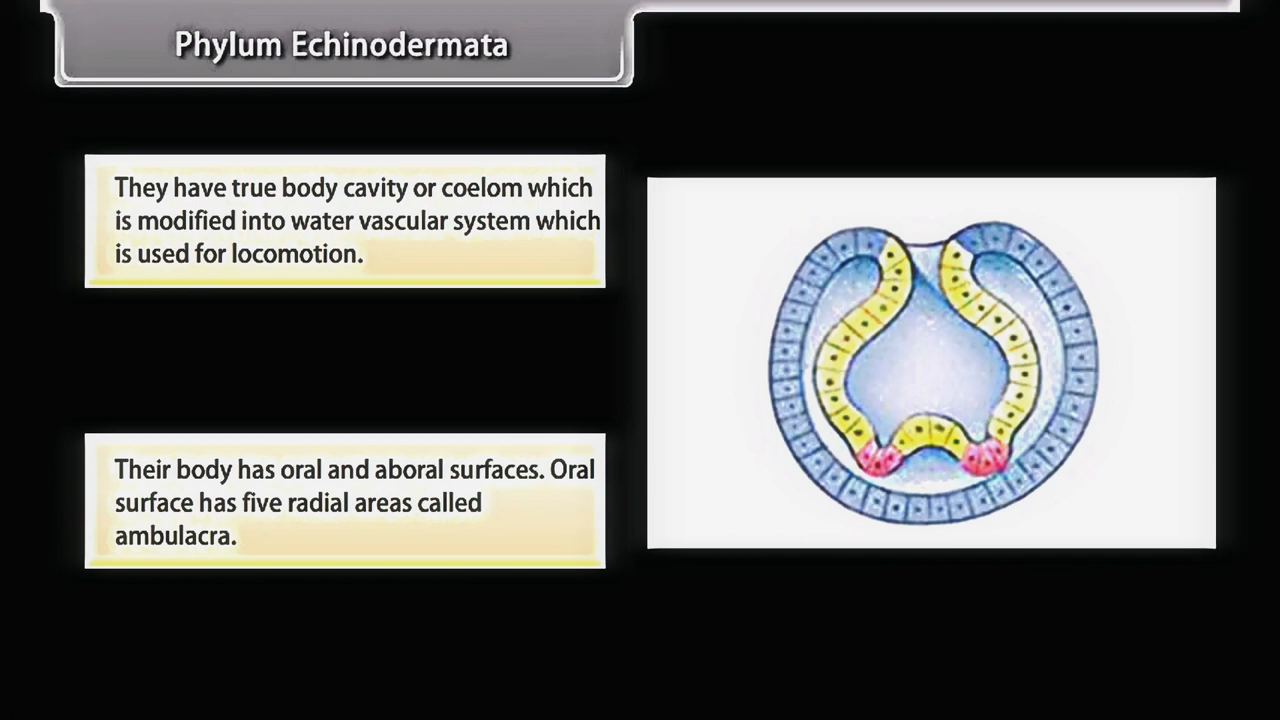 Phylum Echinodermata
They have true body cavity or coelom which
is modified into water vascular system which
is used for locomotion.
Their body has oral and aboral surfaces. Oral
surface has five radial areas called
ambulacra.